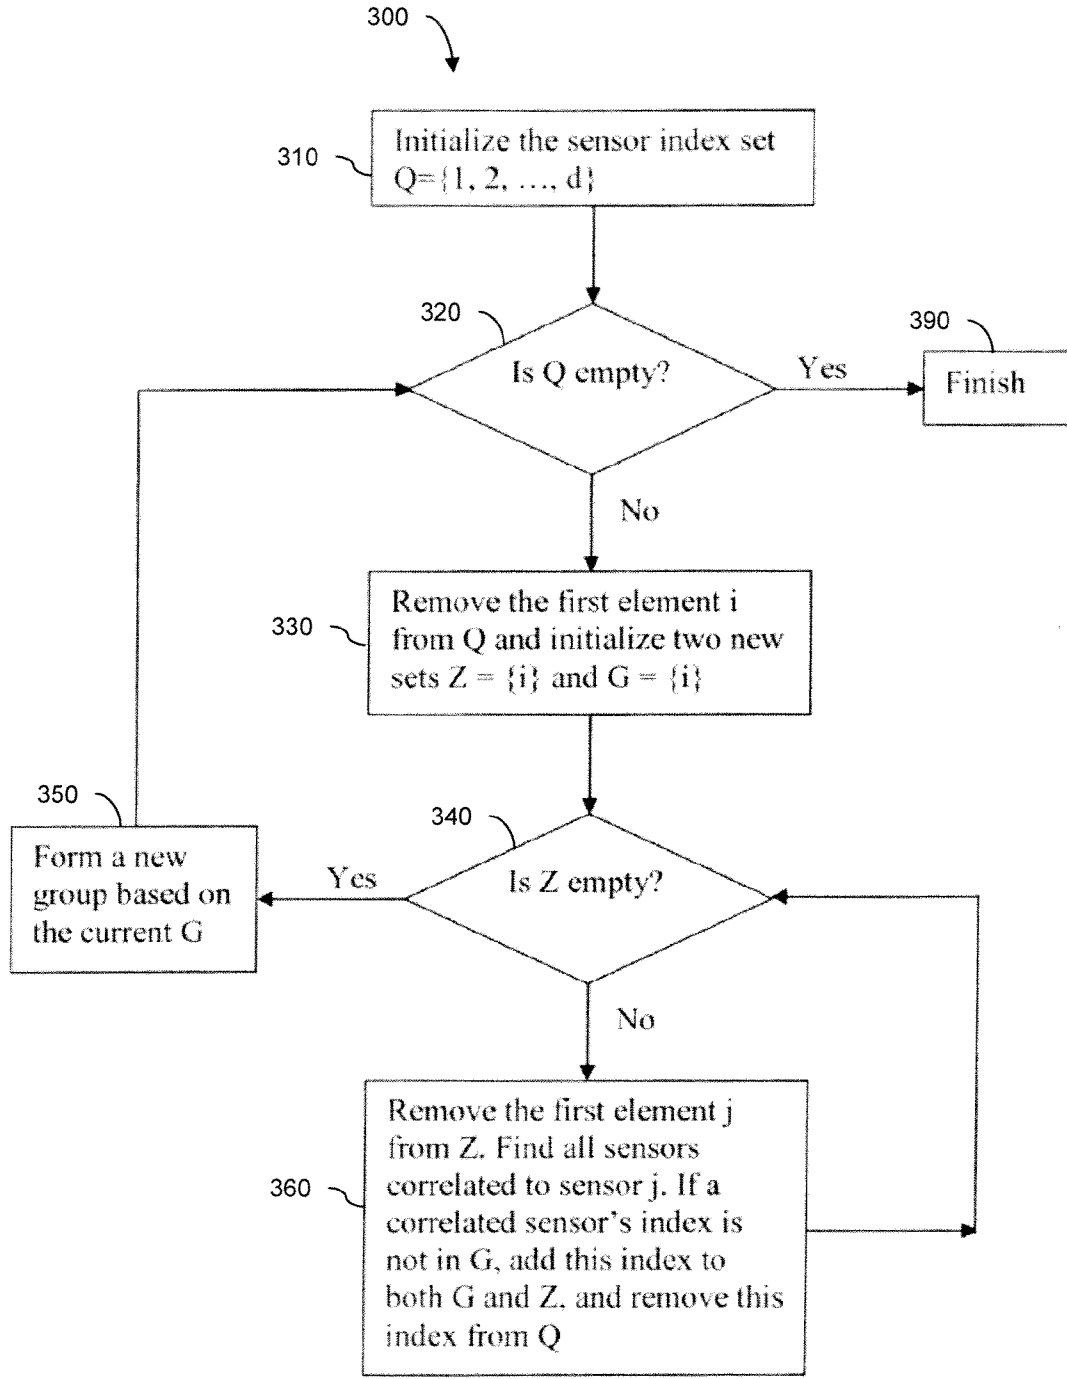 300
310
Initialize the sensor index set
Q={1, 2, ..., d}
320
Is Q empty?
Yes
390
Finish
No
330
Remove the first element i
from Q and initialize two new
sets Z = {i} and G = {i}
340
Is Z empty?
Yes
350
Form a new
group based on
the current G
No
360
Remove the first element j
from Z. Find all sensors
correlated to sensor j. If a
correlated sensor's index is
not in G, add this index to
both G and Z, and remove this
index from Q